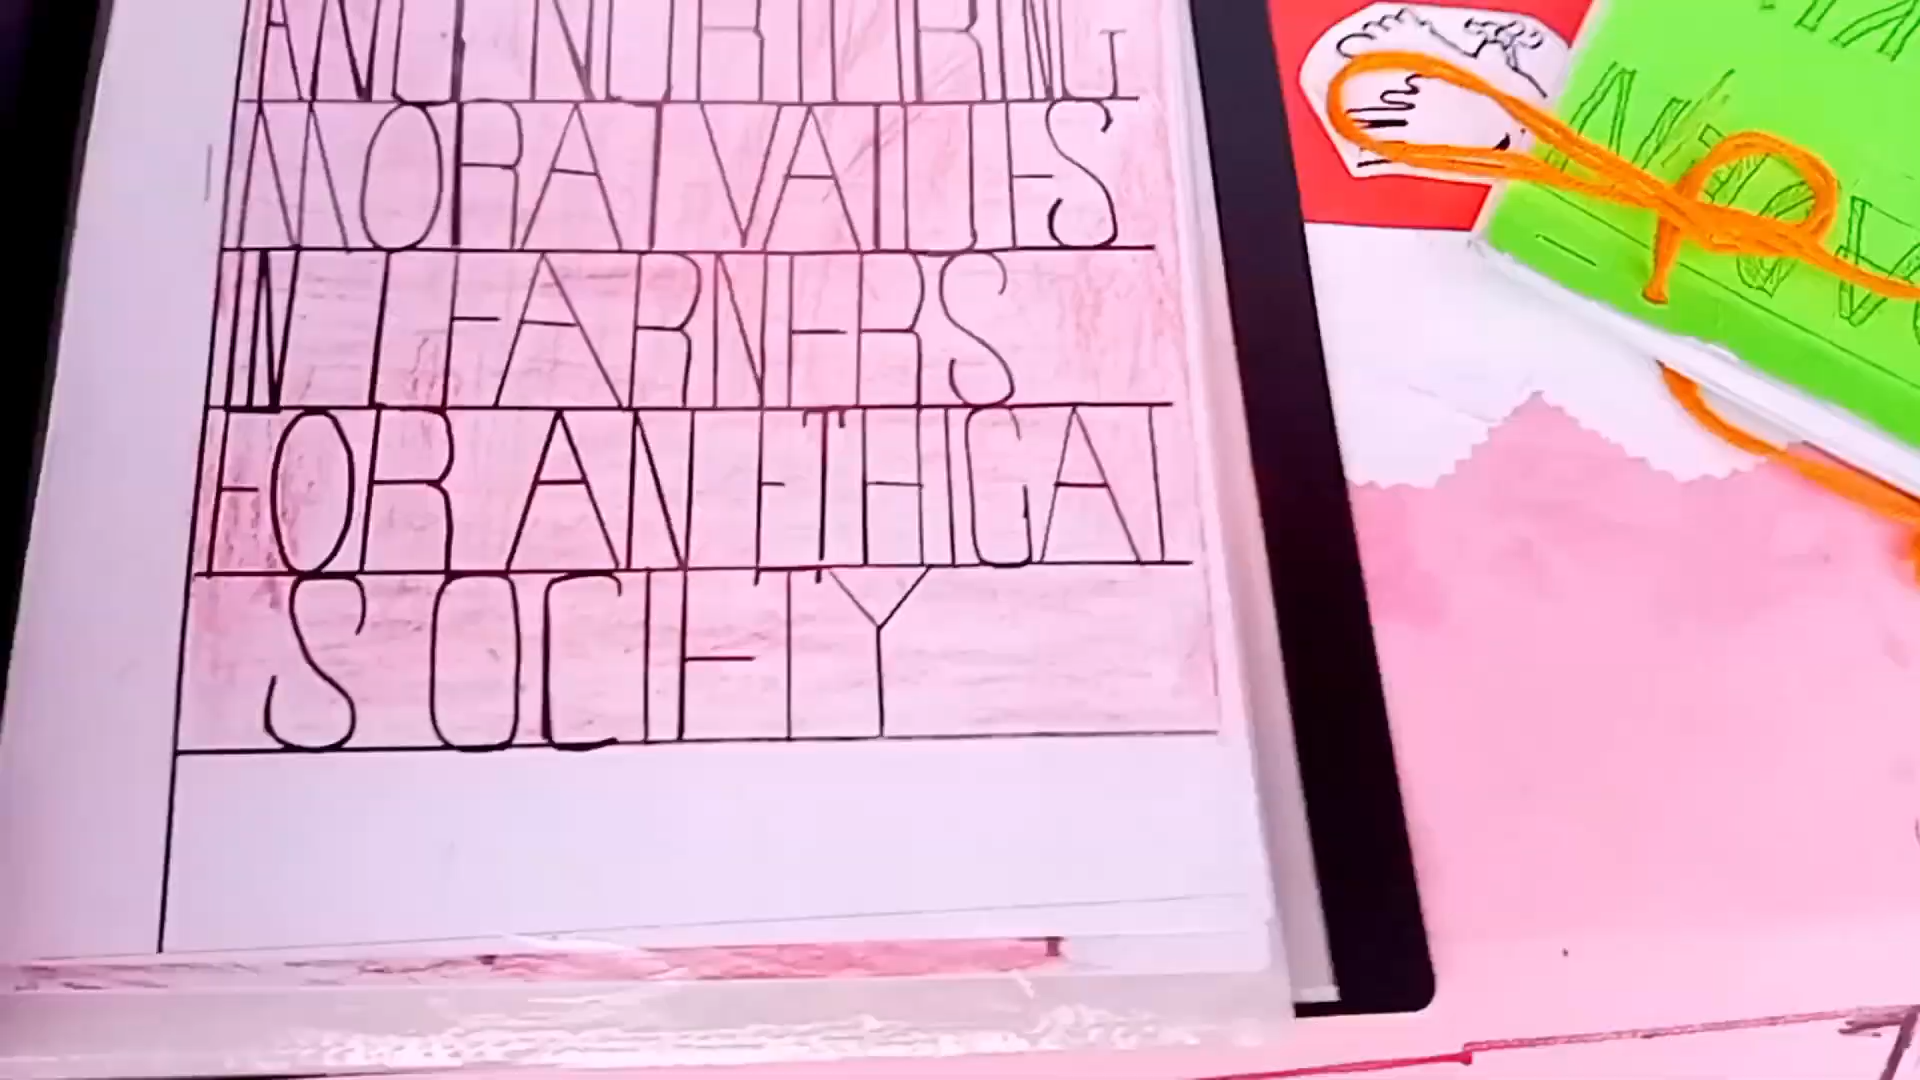 AND NURTURING
MORAL VALUES
IN LEARNERS
FOR AN ETHICAL
SOCIETY